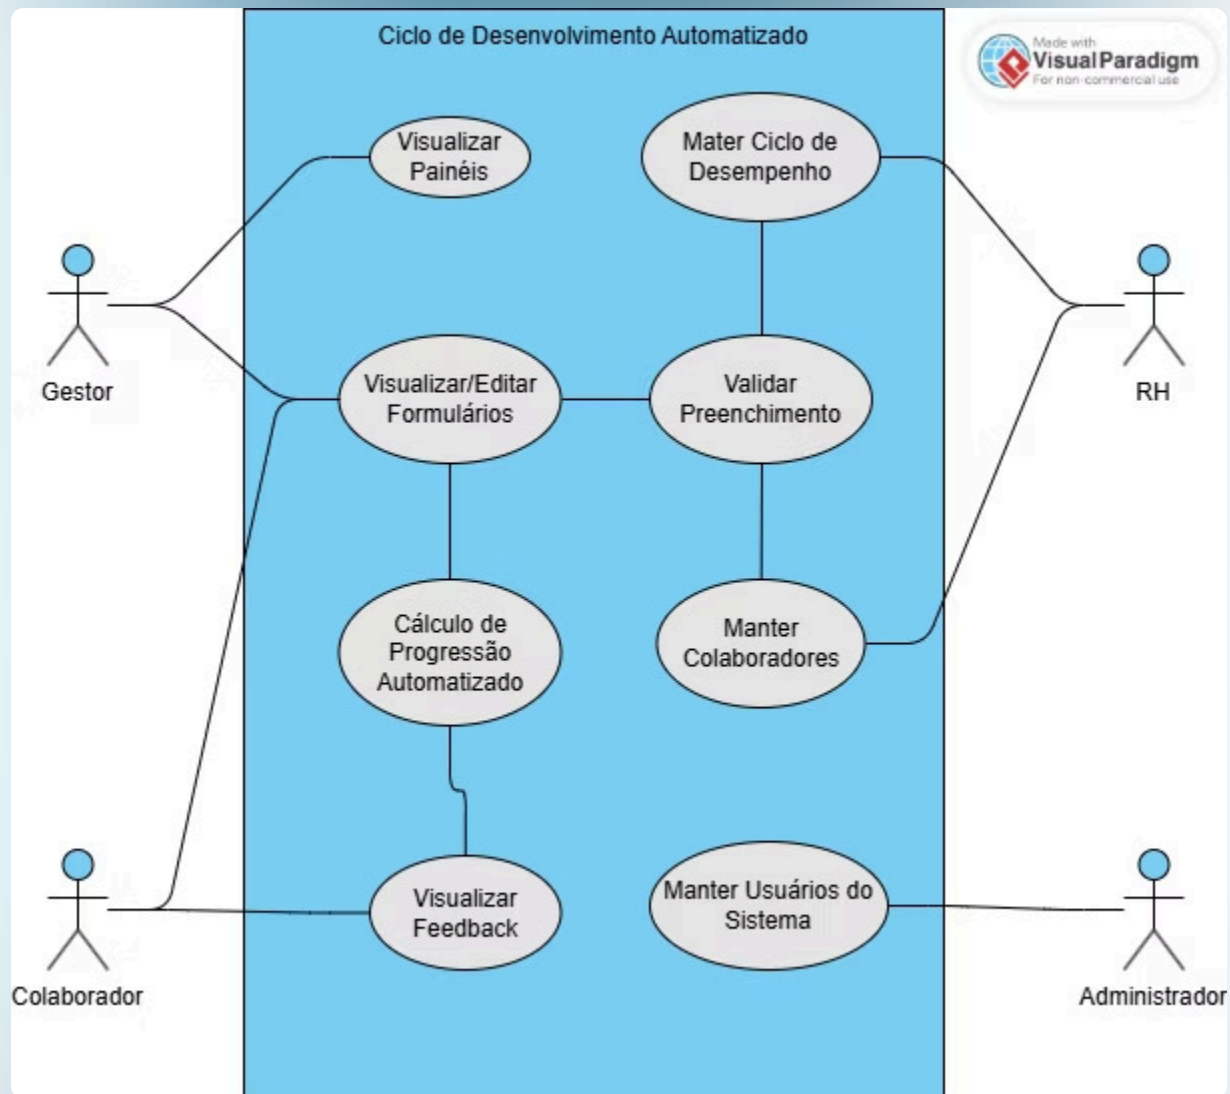 Ciclo de Desenvolvimento Automatizado
Made with
Visual Paradigm
For non-commercial use
Visualizar
Painéis
Mater Ciclo de
Desempenho
Gestor
Visualizar/Editar
Formulários
Validar
Preenchimento
RH
Cálculo de
Progressão
Automatizado
Manter
Colaboradores
Visualizar
Feedback
Manter Usuários do
Sistema
Colaborador
Administrador